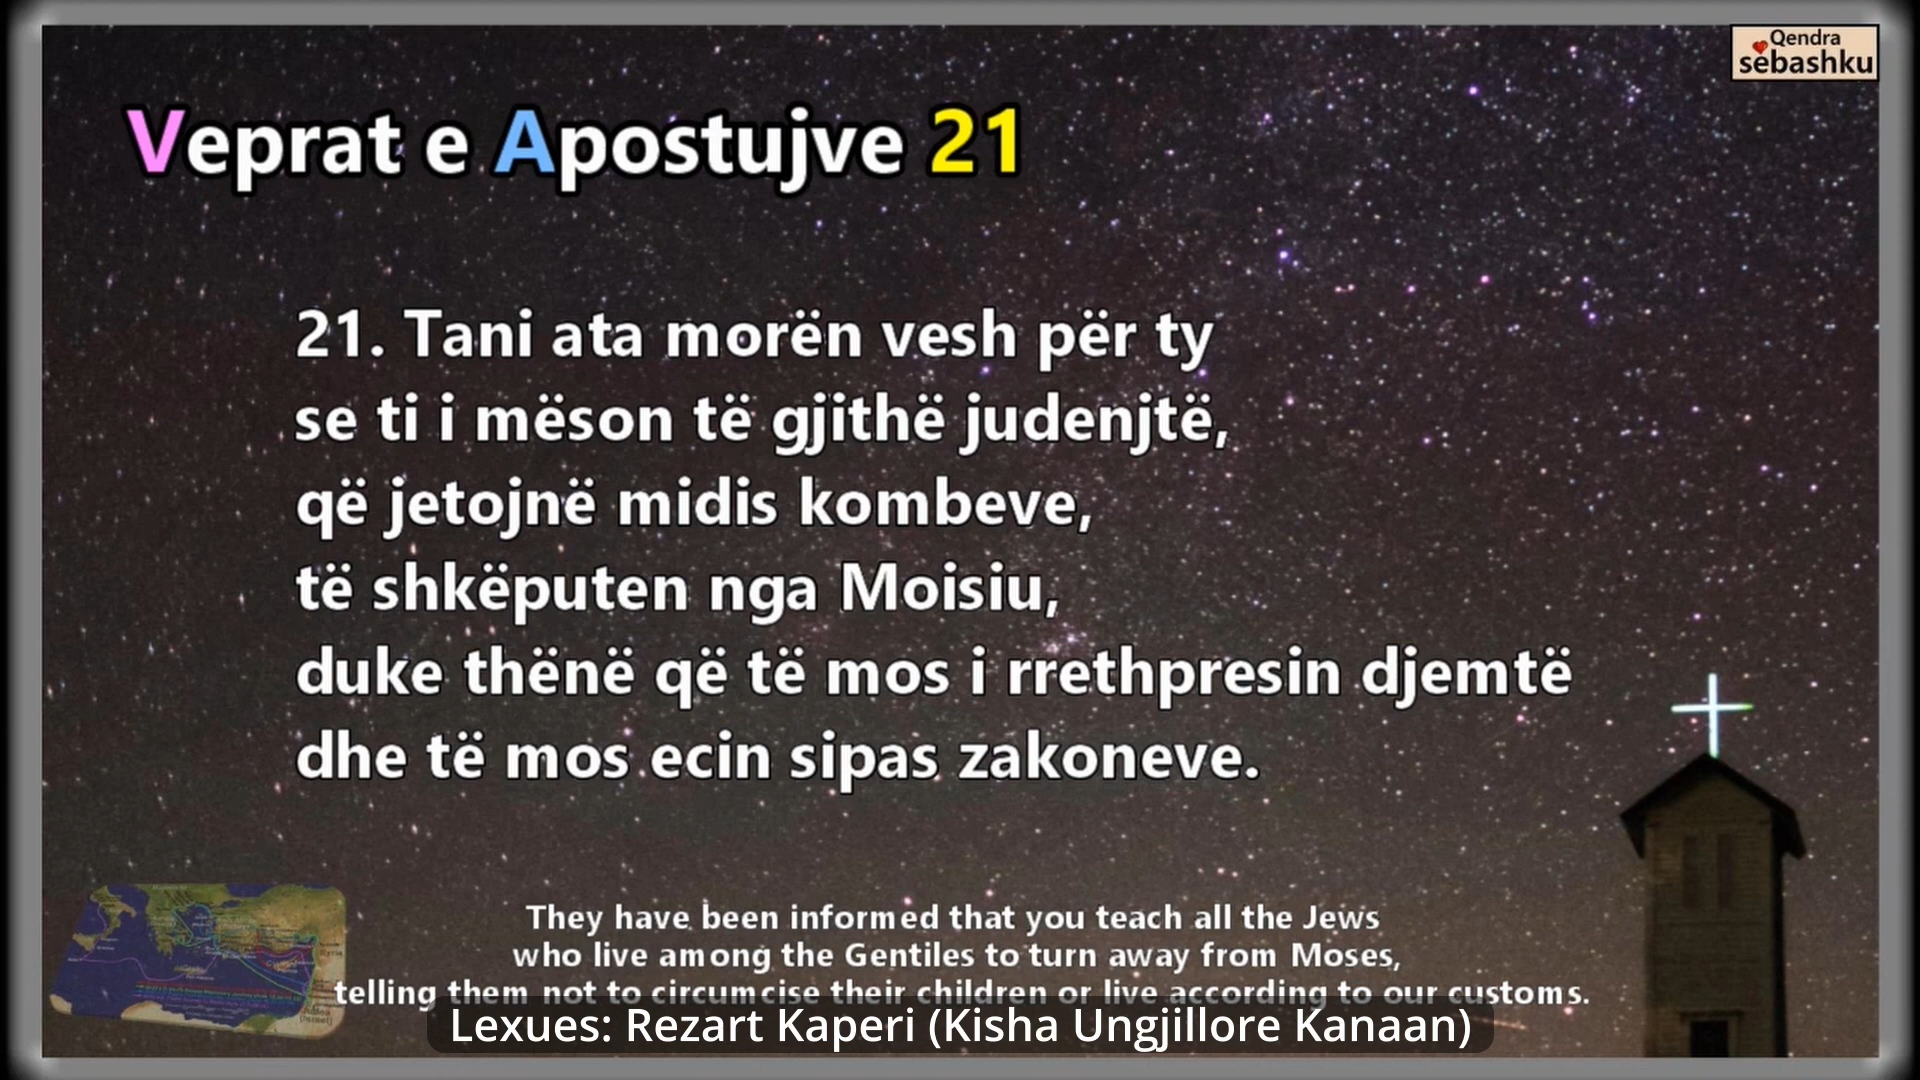 Qendra
sëbashku
Veprat e Apostujve 21
21. Tani ata morën vesh për ty
se ti i mëson të gjithë judenjtë,
që jetojnë midis kombeve,
të shkëputen nga Moisiu,
duke thënë që të mos i rrethpresin djemtë
dhe të mos ecin sipas zakoneve.
They have been informed that you teach all the Jews
who live among the Gentiles to turn away from Moses,
telling them not to circumcise their children or live according to our customs.
Lexues: Rezart Kaperi (Kisha Ungjillore Kanaan)